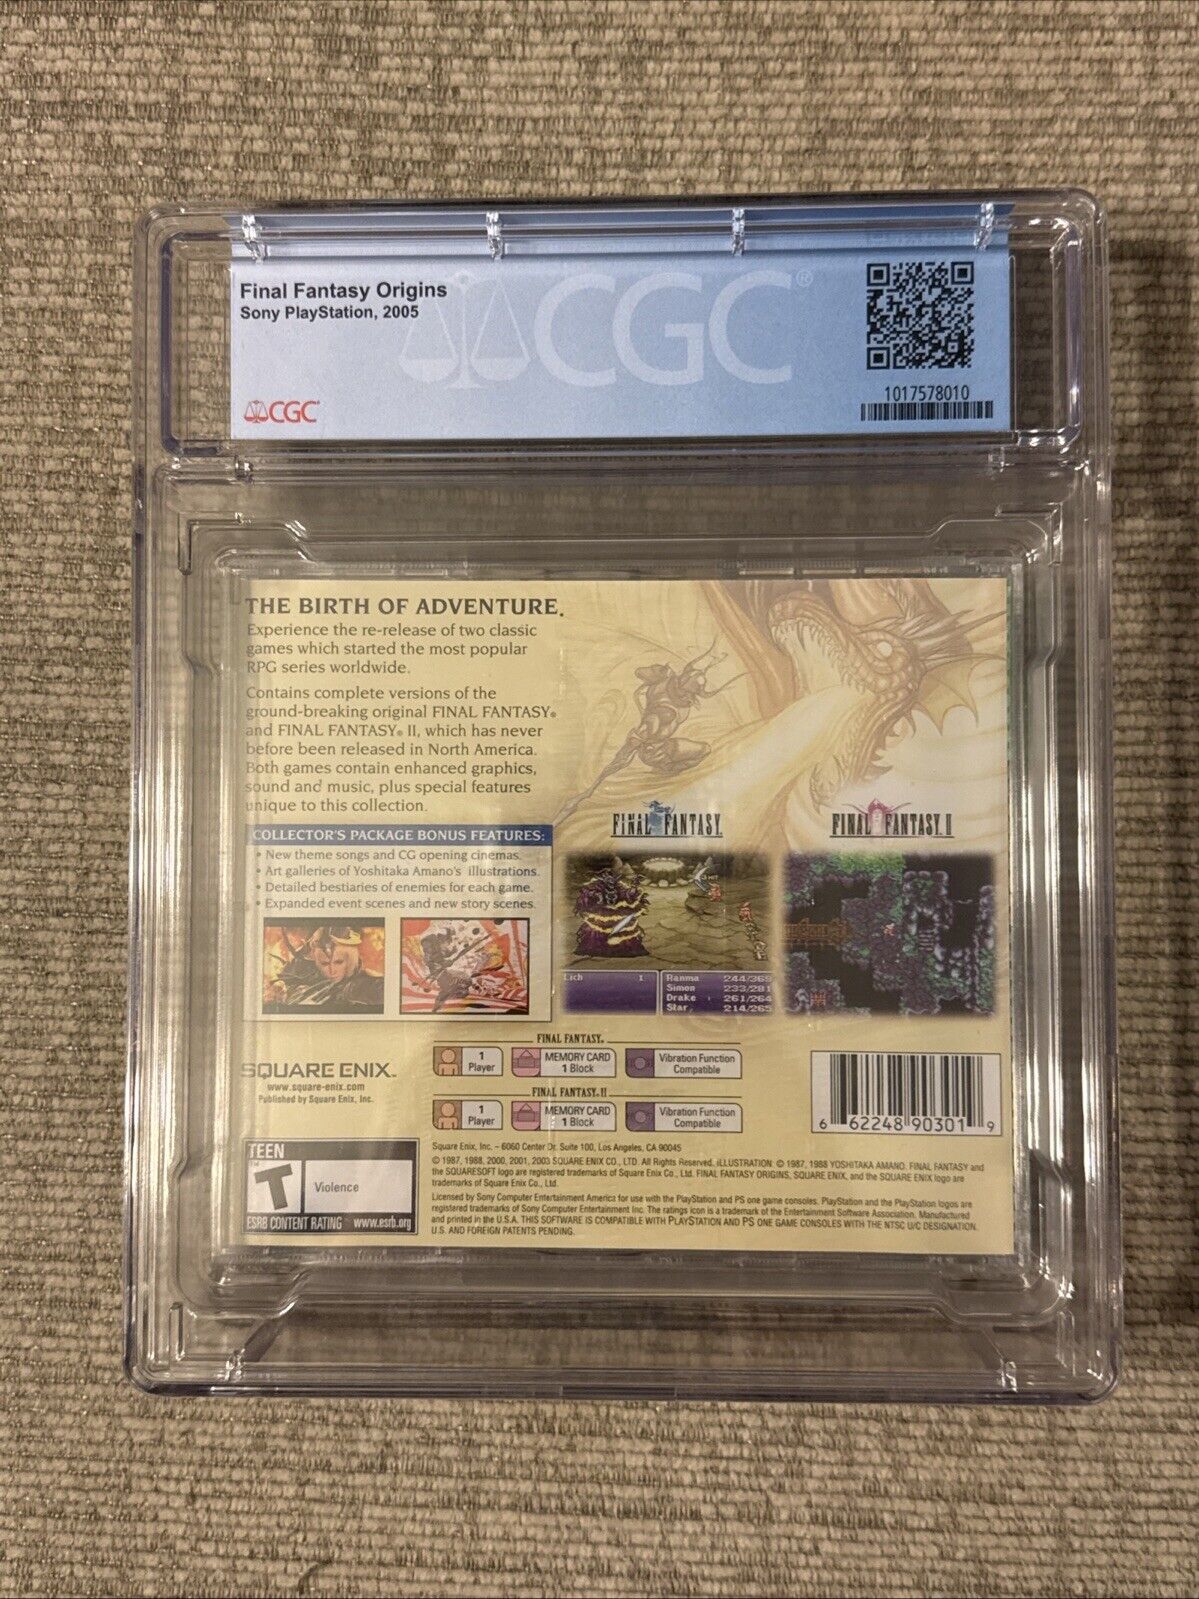 Final Fantasy Origins
Sony PlayStation, 2005
CGC®
CGC
1017578010
THE BIRTH OF ADVENTURE.
Experience the re-release of two classic
games which started the most popular
RPG series worldwide.
Contains complete versions of the
ground-breaking original FINAL FANTASY®
and FINAL FANTASY® II, which has never
before been released in North America.
Both games contain enhanced graphics,
sound and music, plus special features
unique to this collection.
COLLECTOR'S PACKAGE BONUS FEATURES:
• New theme songs and CG opening cinemas.
• Art galleries of Yoshitaka Amano's illustrations.
• Detailed bestiaries of enemies for each game.
• Expanded event scenes and new story scenes.
FINAL FANTASY.
FINAL FANTASY II
Lich 1
Ranma 244/369
Simon 233/281
Drake 261/264
Star 214/265
SQUARE ENIX™
www.square-enix.com
Published by Square Enix, Inc.
FINAL FANTASY®
1 Player
MEMORY CARD 1 Block
Vibration Function Compatible
FINAL FANTASY® II
1 Player
MEMORY CARD 1 Block
Vibration Function Compatible
6 62248 90301 9
TEEN
T
Violence
ESRB CONTENT RATING www.esrb.org
Square Enix, Inc. – 6060 Center Dr. Suite 100, Los Angeles, CA 90045
© 1987, 1988, 2000, 2001, 2003 SQUARE ENIX CO., LTD. All Rights Reserved. ILLUSTRATION: © 1987, 1988 YOSHITAKA AMANO. FINAL FANTASY and
the SQUARESOFT logo are registered trademarks of Square Enix Co., Ltd. FINAL FANTASY ORIGINS, SQUARE ENIX, and the SQUARE ENIX logo are
trademarks of Square Enix Co., Ltd.
Licensed by Sony Computer Entertainment America for use with the PlayStation and PS one game consoles. PlayStation and the PlayStation logos are
registered trademarks of Sony Computer Entertainment Inc. The ratings icon is a trademark of the Entertainment Software Association. Manufactured
and printed in the U.S.A. THIS SOFTWARE IS COMPATIBLE WITH PLAYSTATION AND PS ONE GAME CONSOLES WITH THE NTSC U/C DESIGNATION.
U.S. AND FOREIGN PATENTS PENDING.